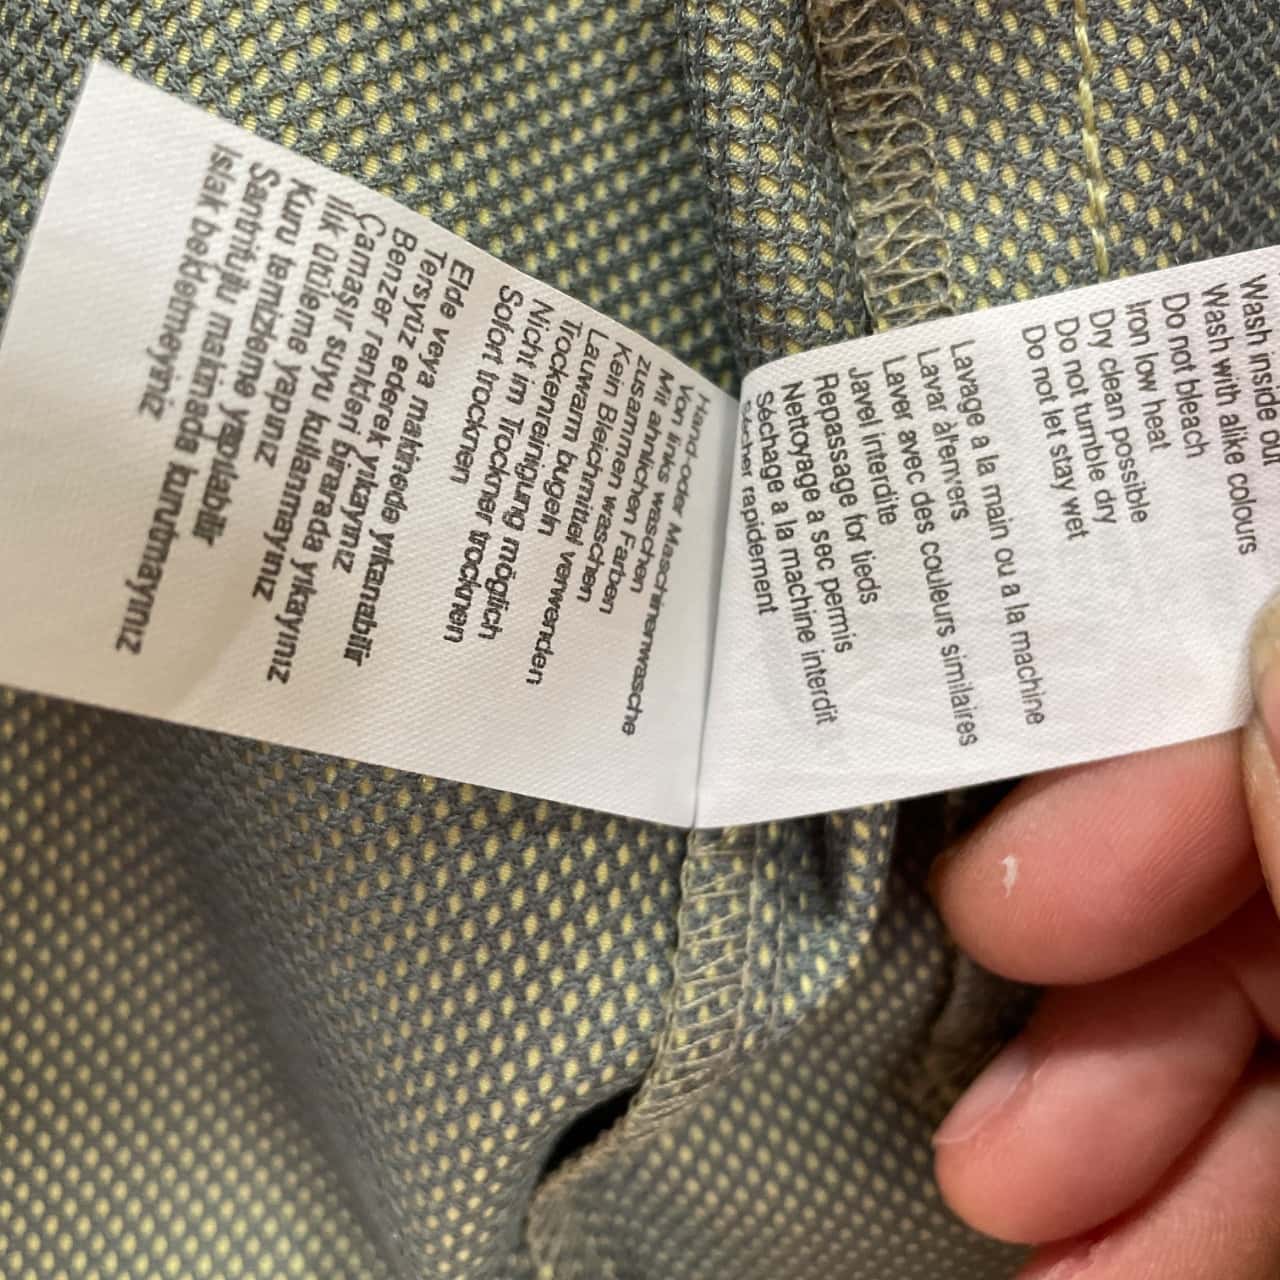 Wash inside out
Wash with alike colours
Do not bleach
Iron low heat
Dry clean possible
Do not tumble dry
Do not let stay wet
Lavage a la main ou a la machine
Lavar àl'envers
Laver avec des couleurs similaires
Javel interdite
Repassage for tieds
Nettoyage a sec permis
Séchage a la machine interdit
Sécher rapidement
Hand-oder Maschinenwasche
Von links waschen
Mit ahnlichen Farben
zusammen waschen
Kein Bleichmittel verwenden
Lauwarm bugeln
Trockenreinigung möglich
Nicht im Trockner trocknen
Sofort trocknen
Elde veya makinede yıkanabilir
Tersyüz ederek yıkayınız
Benzer renkleri birarada yıkayınız
Çamaşır suyu kullanmayınız
Ilık ütüleme yapınız
Kuru temizleme yapılabilir
Santrifujlu makinada kurutmayınız
Islak bekletmeyiniz